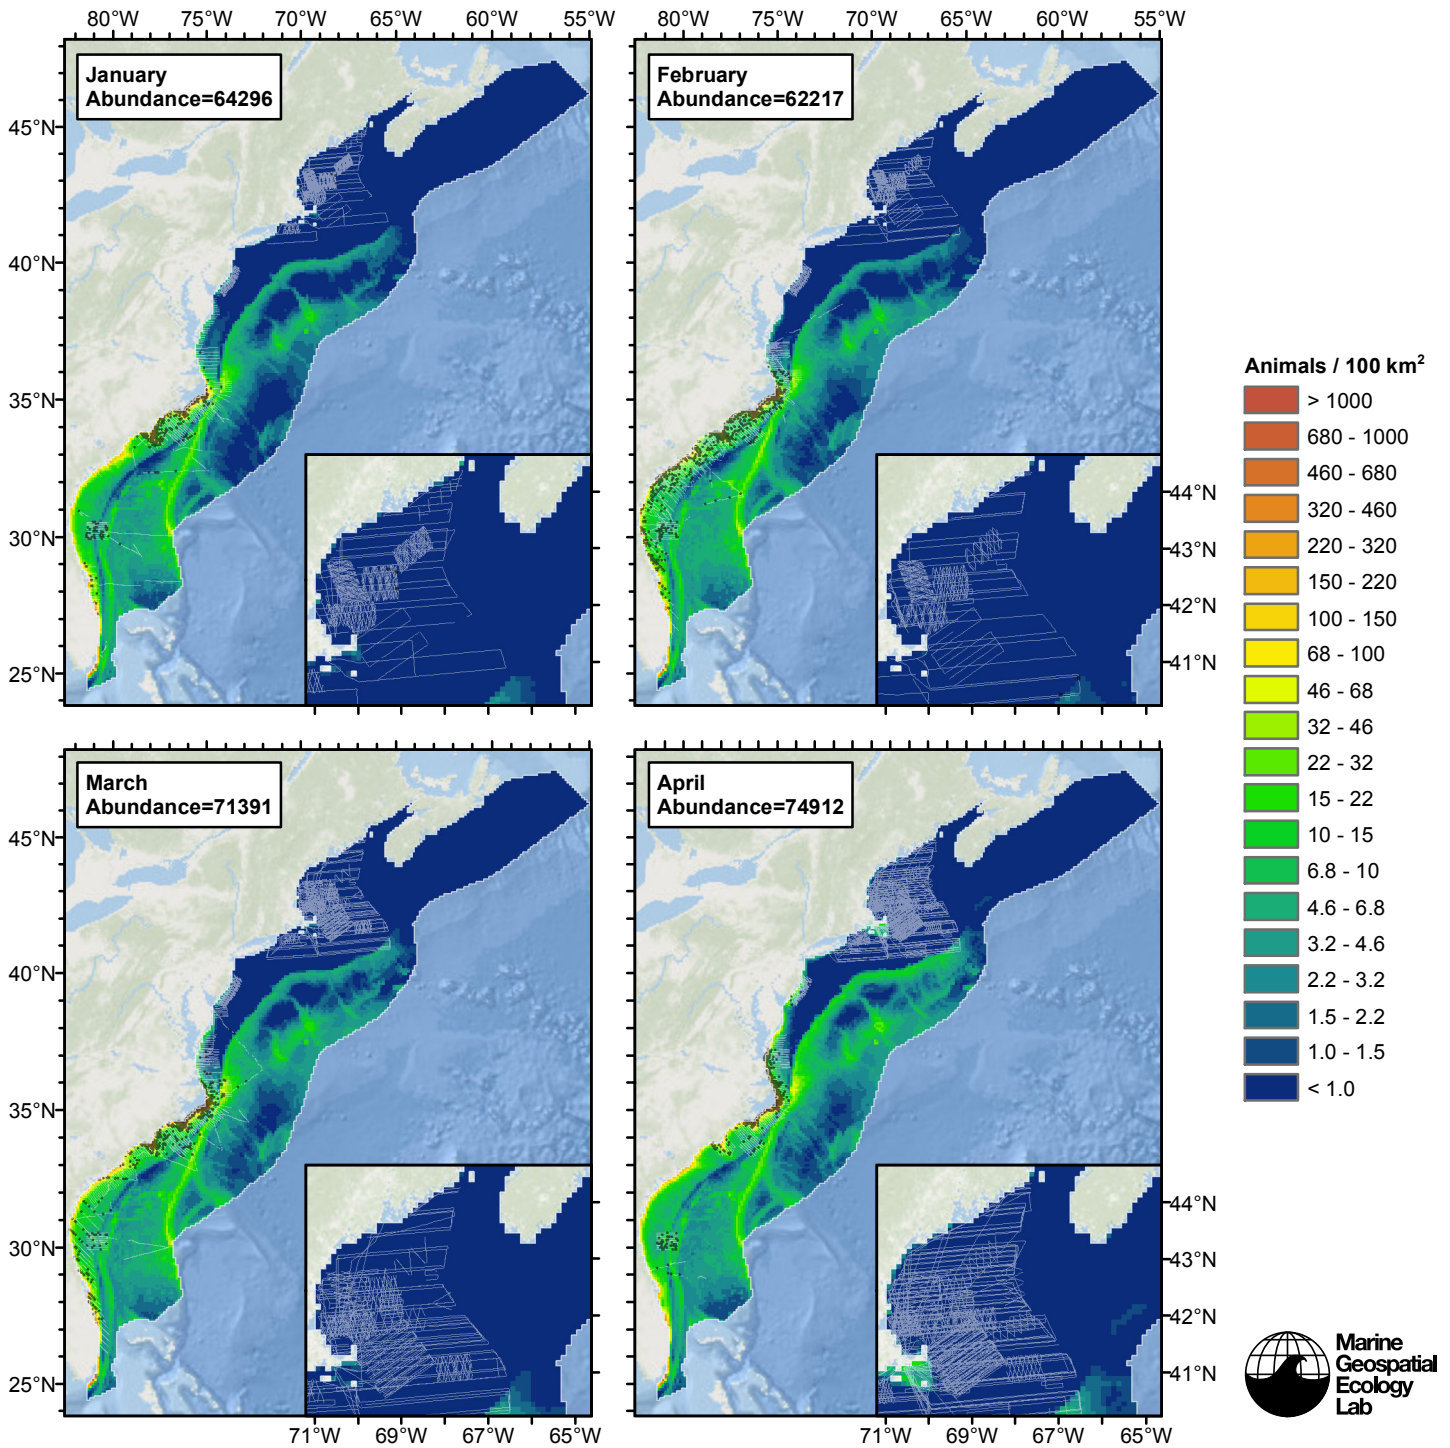 80°W 75°W 70°W 65°W 60°W 55°W 80°W 75°W 70°W 65°W 60°W 55°W
January
Abundance=64296
February
Abundance=62217
45°N
40°N
35°N
30°N
25°N
44°N
43°N
42°N
41°N
44°N
43°N
42°N
41°N
March
Abundance=71391
April
Abundance=74912
45°N
40°N
35°N
30°N
25°N
71°W 69°W 67°W 65°W 71°W 69°W 67°W 65°W
Animals / 100 km²
> 1000
680 - 1000
460 - 680
320 - 460
220 - 320
150 - 220
100 - 150
68 - 100
46 - 68
32 - 46
22 - 32
15 - 22
10 - 15
6.8 - 10
4.6 - 6.8
3.2 - 4.6
2.2 - 3.2
1.5 - 2.2
1.0 - 1.5
< 1.0
Marine
Geospatial
Ecology
Lab